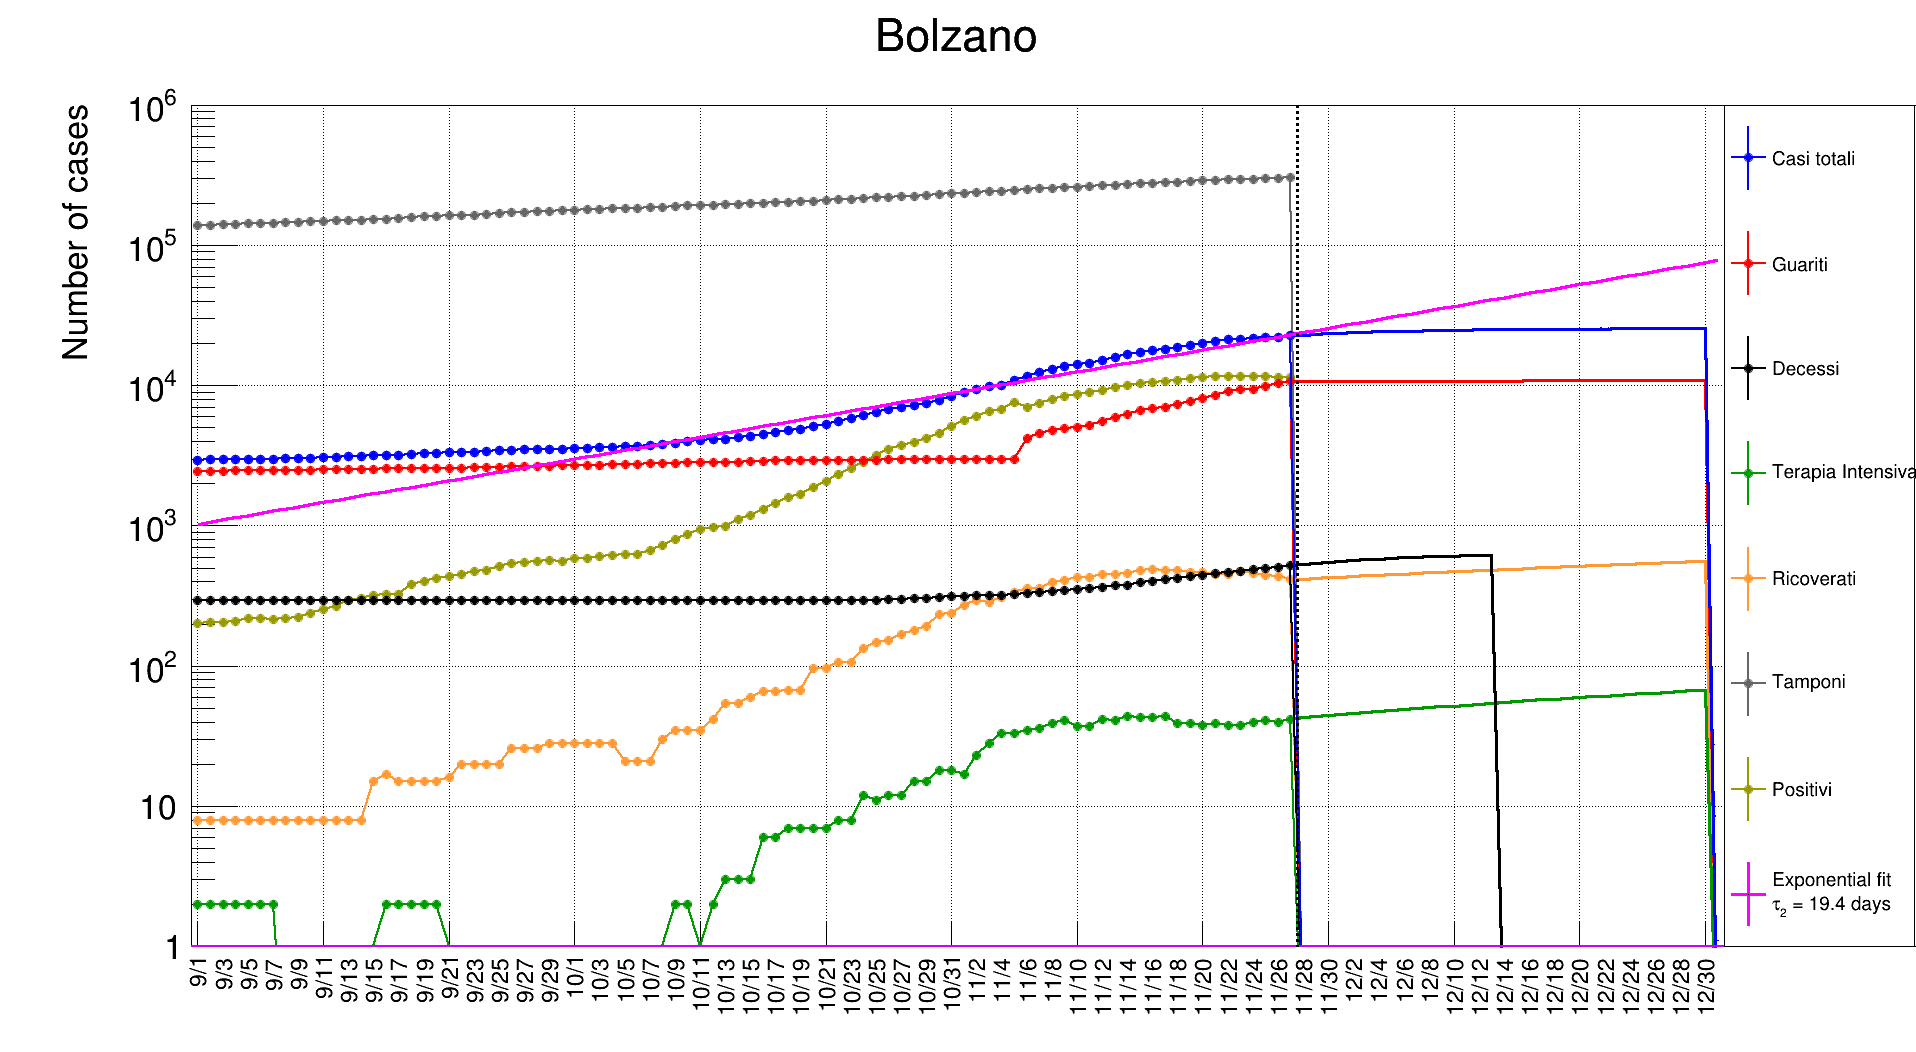 Bolzano
Number of cases
10^6
10^5
10^4
10^3
10^2
10
1
9/1 9/3 9/5 9/7 9/9 9/11 9/13 9/15 9/17 9/19 9/21 9/23 9/25 9/27 9/29 10/1 10/3 10/5 10/7 10/9 10/11 10/13 10/15 10/17 10/19 10/21 10/23 10/25 10/27 10/29 10/31 11/2 11/4 11/6 11/8 11/10 11/12 11/14 11/16 11/18 11/20 11/22 11/24 11/26 11/28 11/30 12/2 12/4 12/6 12/8 12/10 12/12 12/14 12/16 12/18 12/20 12/22 12/24 12/26 12/28 12/30
Casi totali
Guariti
Decessi
Terapia Intensiva
Ricoverati
Tamponi
Positivi
Exponential fit
τ₂ = 19.4 days